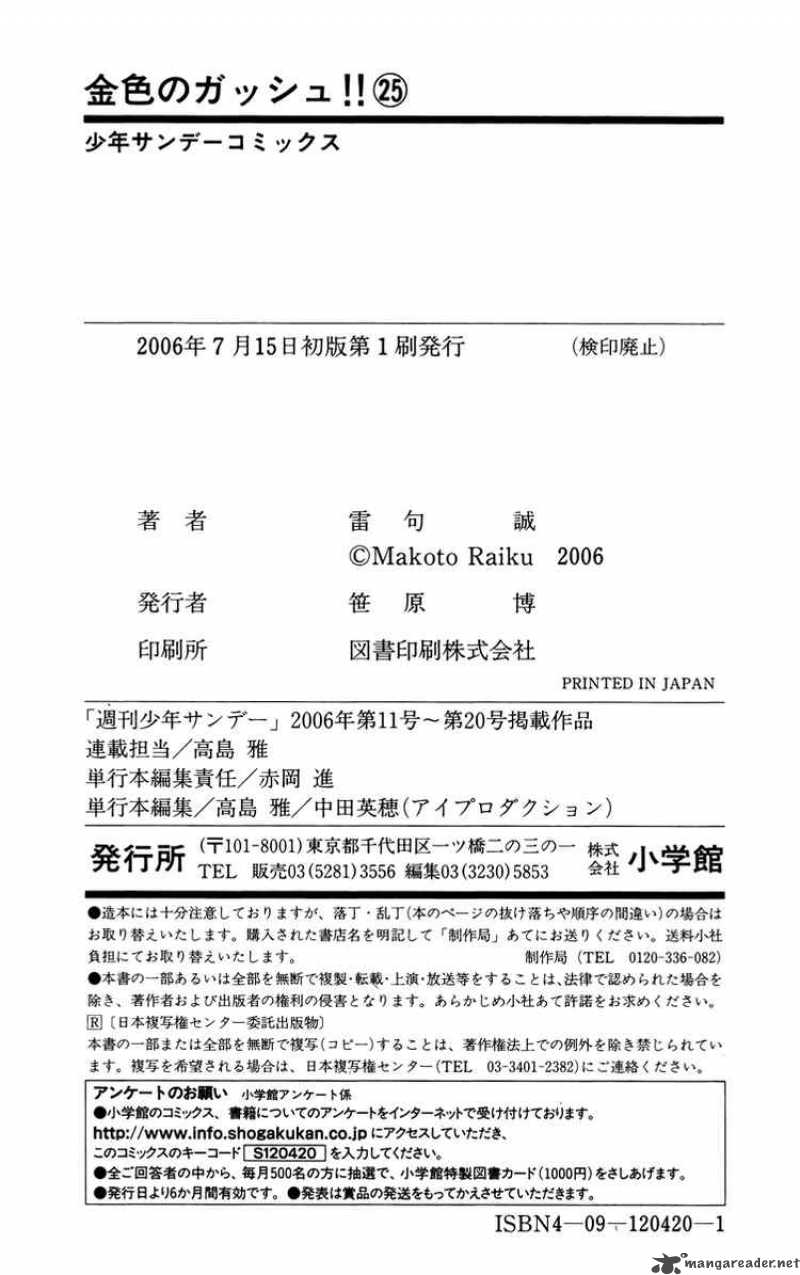 金色のガッシュ!!㉕
少年サンデーコミックス
2006年7月15日初版第1刷発行 (検印廃止)
著者 雷句誠
©Makoto Raiku 2006
発行者 笹原博
印刷所 図書印刷株式会社
PRINTED IN JAPAN
「週刊少年サンデー」2006年第11号～第20号掲載作品
連載担当／高島 雅
単行本編集責任／赤岡 進
単行本編集／高島 雅／中田英穂(アイプロダクション)
発行所 (〒101-8001)東京都千代田区一ツ橋二の三の一 株式会社 小学館
TEL 販売03(5281)3556 編集03(3230)5853
●造本には十分注意しておりますが、落丁・乱丁(本のページの抜け落ちや順序の間違い)の場合は
お取り替えいたします。購入された書店名を明記して「制作局」あてにお送りください。送料小社
負担にてお取り替えいたします。 制作局(TEL 0120-336-082)
●本書の一部あるいは全部を無断で複製・転載・上演・放送等をすることは、法律で認められた場合を
除き、著作者および出版者の権利の侵害となります。あらかじめ小社あて許諾をお求めください。
R〔日本複写権センター委託出版物〕
本書の一部または全部を無断で複写(コピー)することは、著作権法上での例外を除き禁じられてい
ます。複写を希望される場合は、日本複写権センター(TEL 03-3401-2382)にご連絡ください。
アンケートのお願い 小学館アンケート係
●小学館のコミックス、書籍についてのアンケートをインターネットで受け付けております。
http://www.info.shogakukan.co.jp にアクセスしていただき、
このコミックスのキーコード S120420 を入力してください。
●全ご回答者の中から、毎月500名の方に抽選で、小学館特製図書カード(1000円)をさしあげます。
●発行日より6か月間有効です。●発表は賞品の発送をもってかえさせていただきます。
ISBN4-09-120420-1
mangareader.net